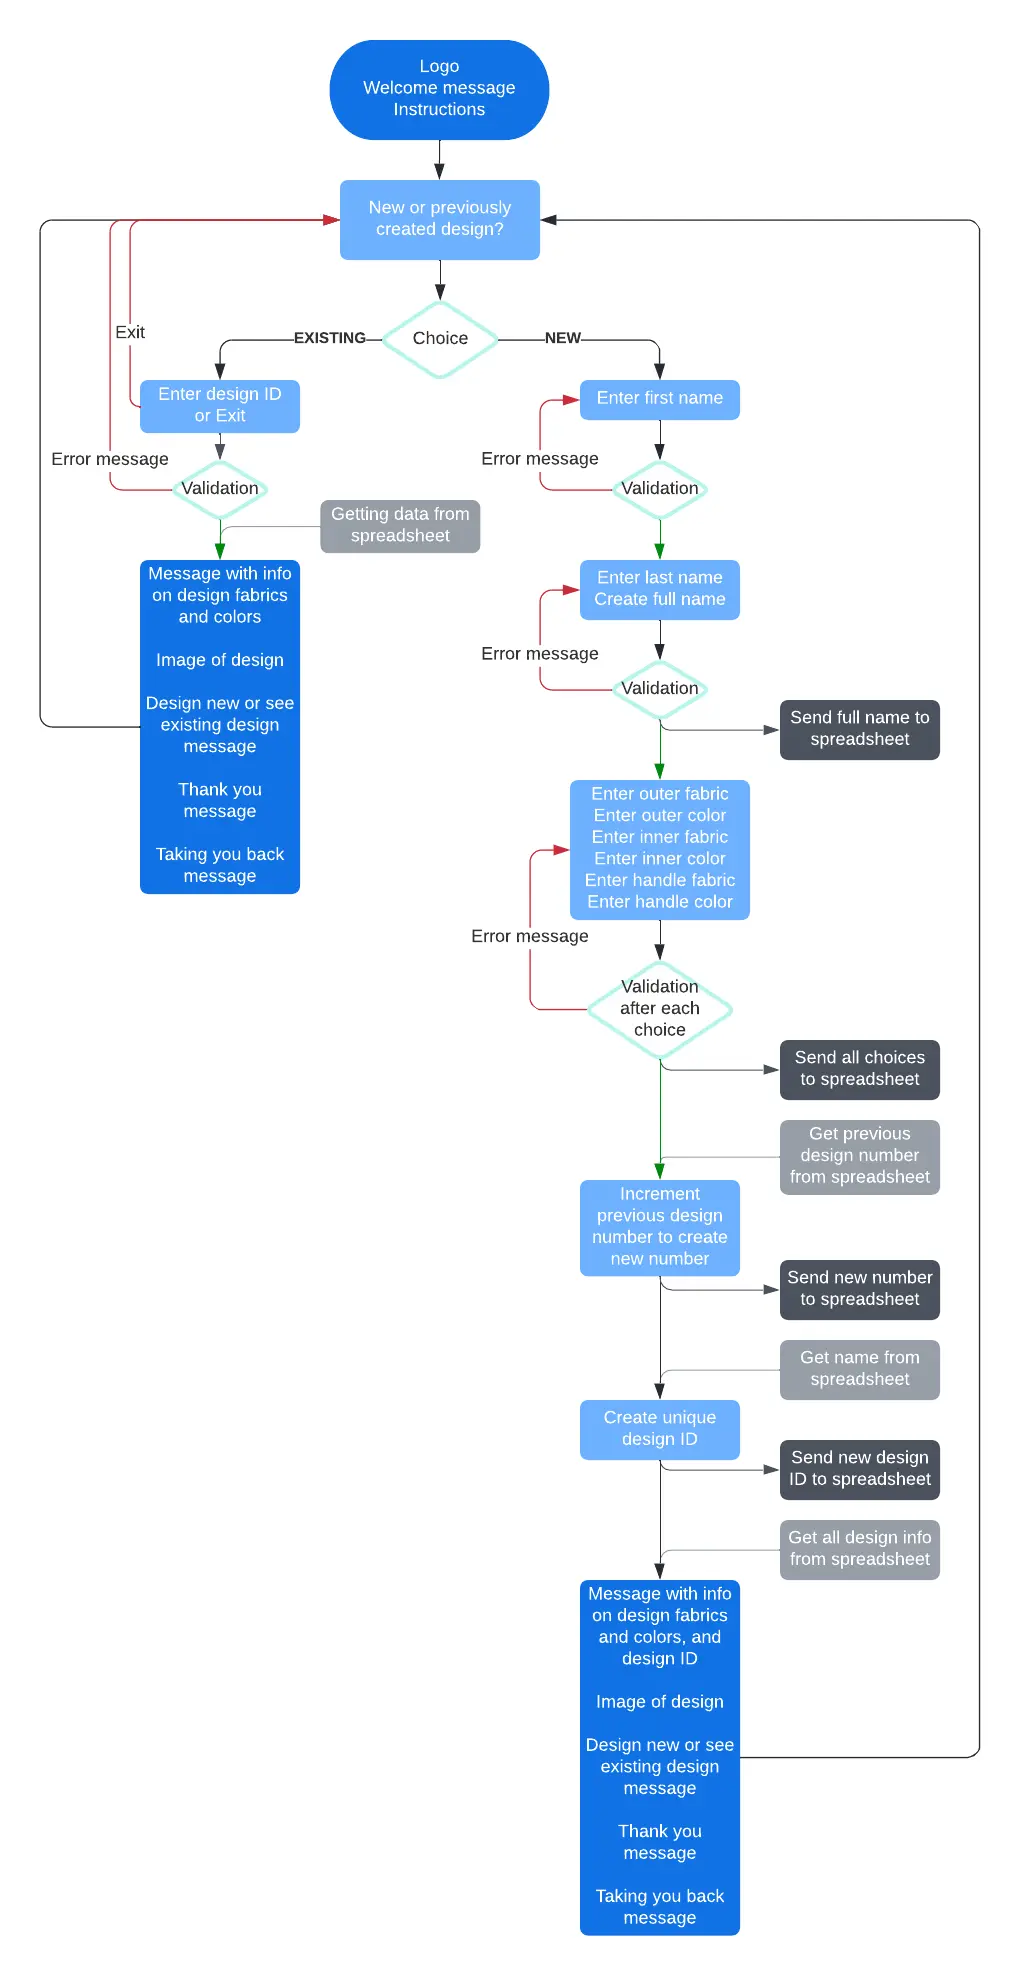 Logo
Welcome message
Instructions
New or previously
created design?
Choice
EXISTING
NEW
Exit
Enter design ID
or Exit
Error message
Validation
Getting data from
spreadsheet
Message with info
on design fabrics
and colors
Image of design
Design new or see
existing design
message
Thank you
message
Taking you back
message
Enter first name
Error message
Validation
Enter last name
Create full name
Error message
Validation
Send full name to
spreadsheet
Enter outer fabric
Enter outer color
Enter inner fabric
Enter inner color
Enter handle fabric
Enter handle color
Error message
Validation
after each
choice
Send all choices
to spreadsheet
Get previous
design number
from spreadsheet
Increment
previous design
number to create
new number
Send new number
to spreadsheet
Get name from
spreadsheet
Create unique
design ID
Send new design
ID to spreadsheet
Get all design info
from spreadsheet
Message with info
on design fabrics
and colors, and
design ID
Image of design
Design new or see
existing design
message
Thank you
message
Taking you back
message